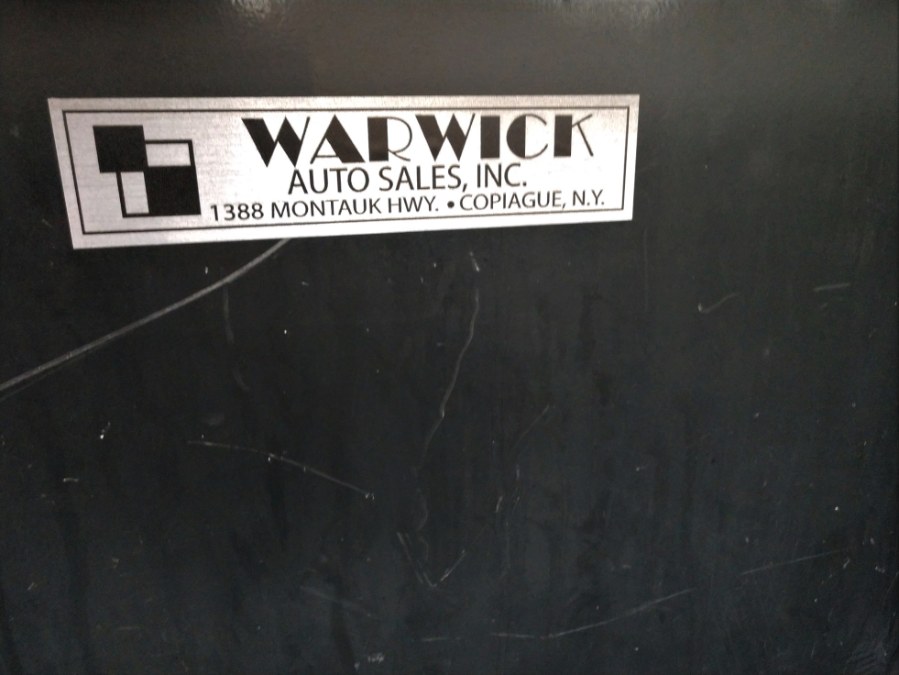 WARWICK
AUTO SALES, INC.
1388 MONTAUK HWY. • COPIAGUE, N.Y.